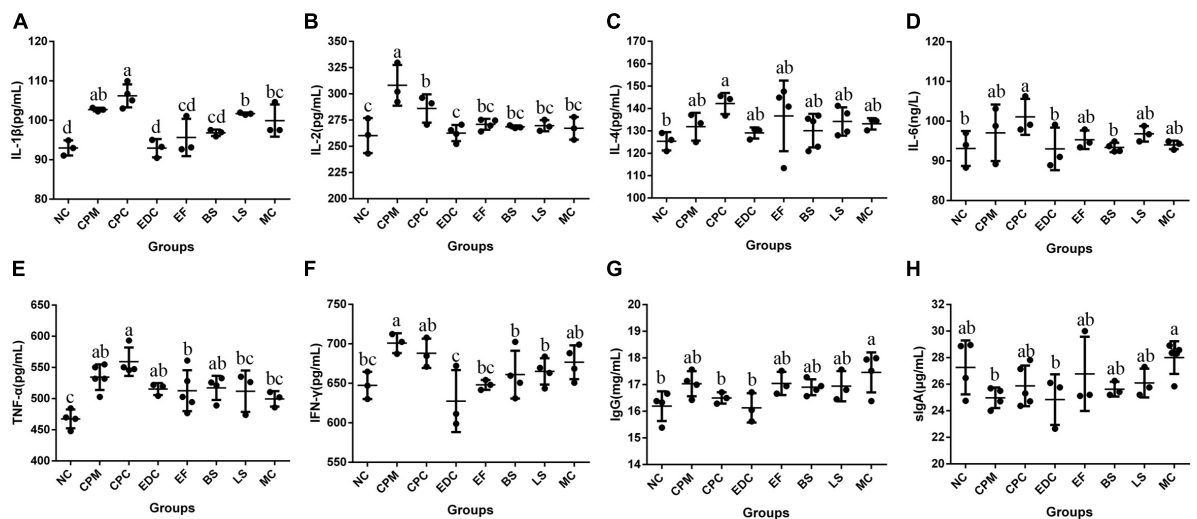 A
IL-1β(pg/mL)
120
110
100
90
80
d
ab
a
d
cd
cd
b
bc
NC
CPM
CPC
EDC
EF
BS
LS
MC
Groups
B
IL-2(pg/mL)
350
325
300
275
250
225
200
c
a
b
c
bc
bc
bc
bc
NC
CPM
CPC
EDC
EF
BS
LS
MC
Groups
C
IL-4(pg/mL)
170
160
150
140
130
120
110
100
b
ab
a
ab
ab
ab
ab
ab
NC
CPM
CPC
EDC
EF
BS
LS
MC
Groups
D
IL-6(ng/L)
120
110
100
90
80
b
ab
a
b
ab
b
ab
ab
NC
CPM
CPC
EDC
EF
BS
LS
MC
Groups
E
TNF-α(pg/mL)
650
600
550
500
450
400
c
ab
a
ab
b
ab
bc
bc
NC
CPM
CPC
EDC
EF
BS
LS
MC
Groups
F
IFN-γ(pg/mL)
750
700
650
600
550
bc
a
ab
c
bc
b
b
ab
NC
CPM
CPC
EDC
EF
BS
LS
MC
Groups
G
IgG(mg/mL)
20
19
18
17
16
15
14
b
ab
b
b
ab
ab
ab
a
NC
CPM
CPC
EDC
EF
BS
LS
MC
Groups
H
sIgA(μg/mL)
32
30
28
26
24
22
20
ab
b
ab
b
ab
b
ab
a
NC
CPM
CPC
EDC
EF
BS
LS
MC
Groups